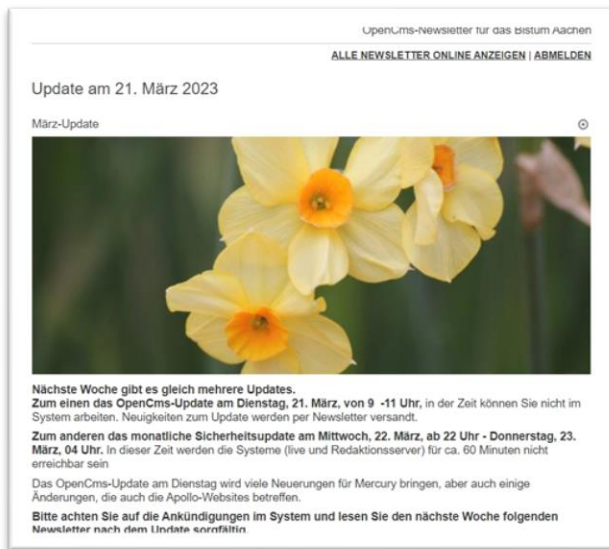 OpenCms-Newsletter für das Bistum Aachen
ALLE NEWSLETTER ONLINE ANZEIGEN | ABMELDEN
Update am 21. März 2023
März-Update
Nächste Woche gibt es gleich mehrere Updates.
Zum einen das OpenCms-Update am Dienstag, 21. März, von 9 -11 Uhr, in der Zeit können Sie nicht im
System arbeiten. Neuigkeiten zum Update werden per Newsletter versandt.
Zum anderen das monatliche Sicherheitsupdate am Mittwoch, 22. März, ab 22 Uhr - Donnerstag, 23.
März, 04 Uhr. In dieser Zeit werden die Systeme (live und Redaktionsserver) für ca. 60 Minuten nicht
erreichbar sein
Das OpenCms-Update am Dienstag wird viele Neuerungen für Mercury bringen, aber auch einige
Änderungen, die auch die Apollo-Websites betreffen.
Bitte achten Sie auf die Ankündigungen im System und lesen Sie den nächste Woche folgenden
Newsletter nach dem Update sorgfältig.